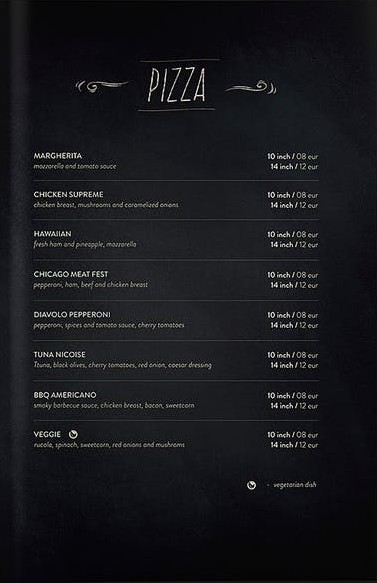 PIZZA
MARGHERITA 10 inch / 08 eur
mozzarella and tomato sauce 14 inch / 12 eur
CHICKEN SUPREME 10 inch / 08 eur
chicken breast, mushrooms and caramelized onions 14 inch / 12 eur
HAWAIIAN 10 inch / 08 eur
fresh ham and pineapple, mozzarella 14 inch / 12 eur
CHICAGO MEAT FEST 10 inch / 08 eur
pepperoni, ham, beef and chicken breast 14 inch / 12 eur
DIAVOLO PEPPERONI 10 inch / 08 eur
pepperoni, spices and tomato sauce, cherry tomatoes 14 inch / 12 eur
TUNA NICOISE 10 inch / 08 eur
Ttuna, black olives, cherry tomatoes, red onion, caesar dressing 14 inch / 12 eur
BBQ AMERICANO 10 inch / 08 eur
smoky barbecue sauce, chicken breast, bacon, sweetcorn 14 inch / 12 eur
VEGGIE 10 inch / 08 eur
rucola, spinach, sweetcorn, red onions and mushroms 14 inch / 12 eur
- vegetarian dish